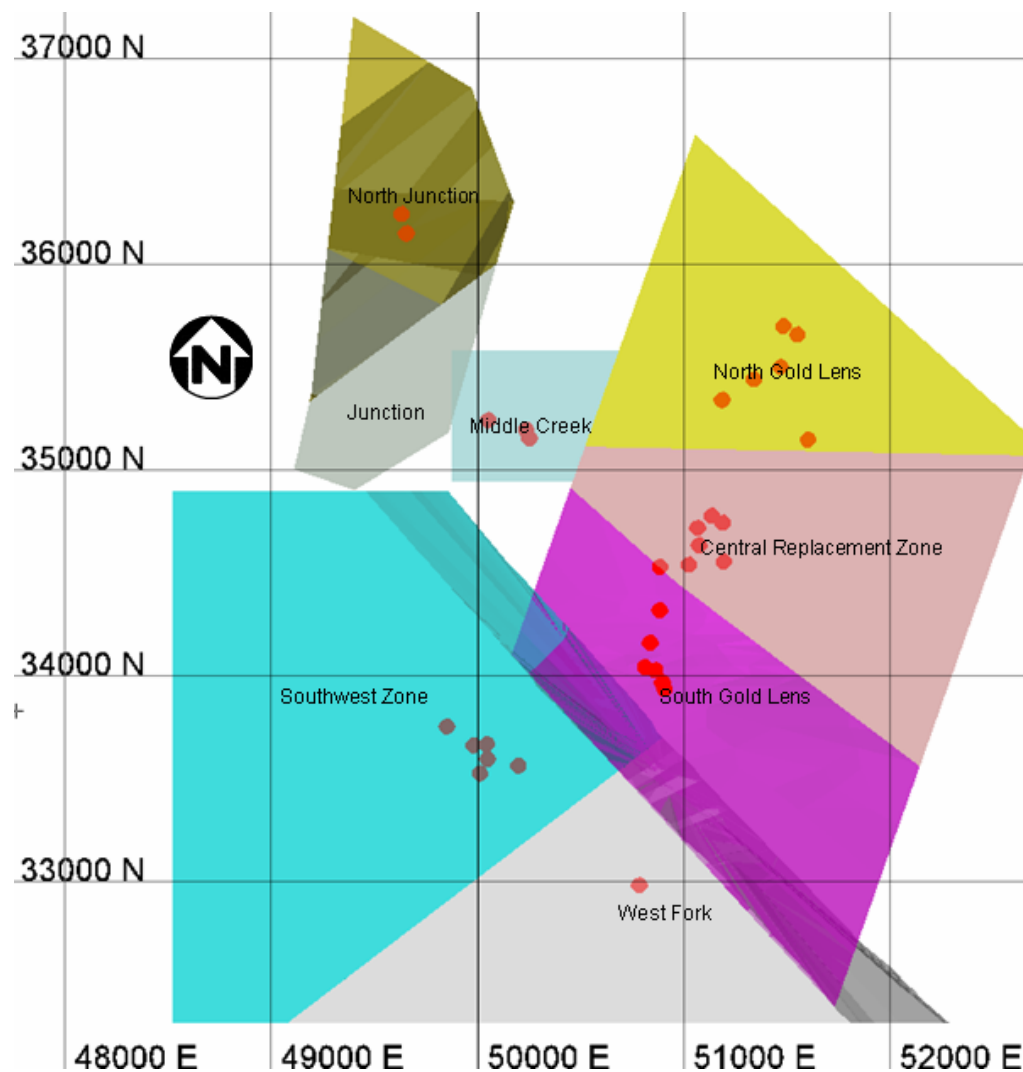 37000 N
North Junction
36000 N
N
North Gold Lens
Junction
Middle Creek
35000 N
Central Replacement Zone
34000 N
Southwest Zone
South Gold Lens
33000 N
West Fork
48000 E
49000 E
50000 E
51000 E
52000 E